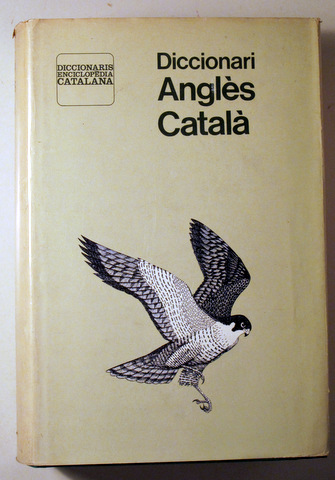 DICCIONARIS
ENCICLOPÈDIA
CATALANA
Diccionari
Anglès
Català